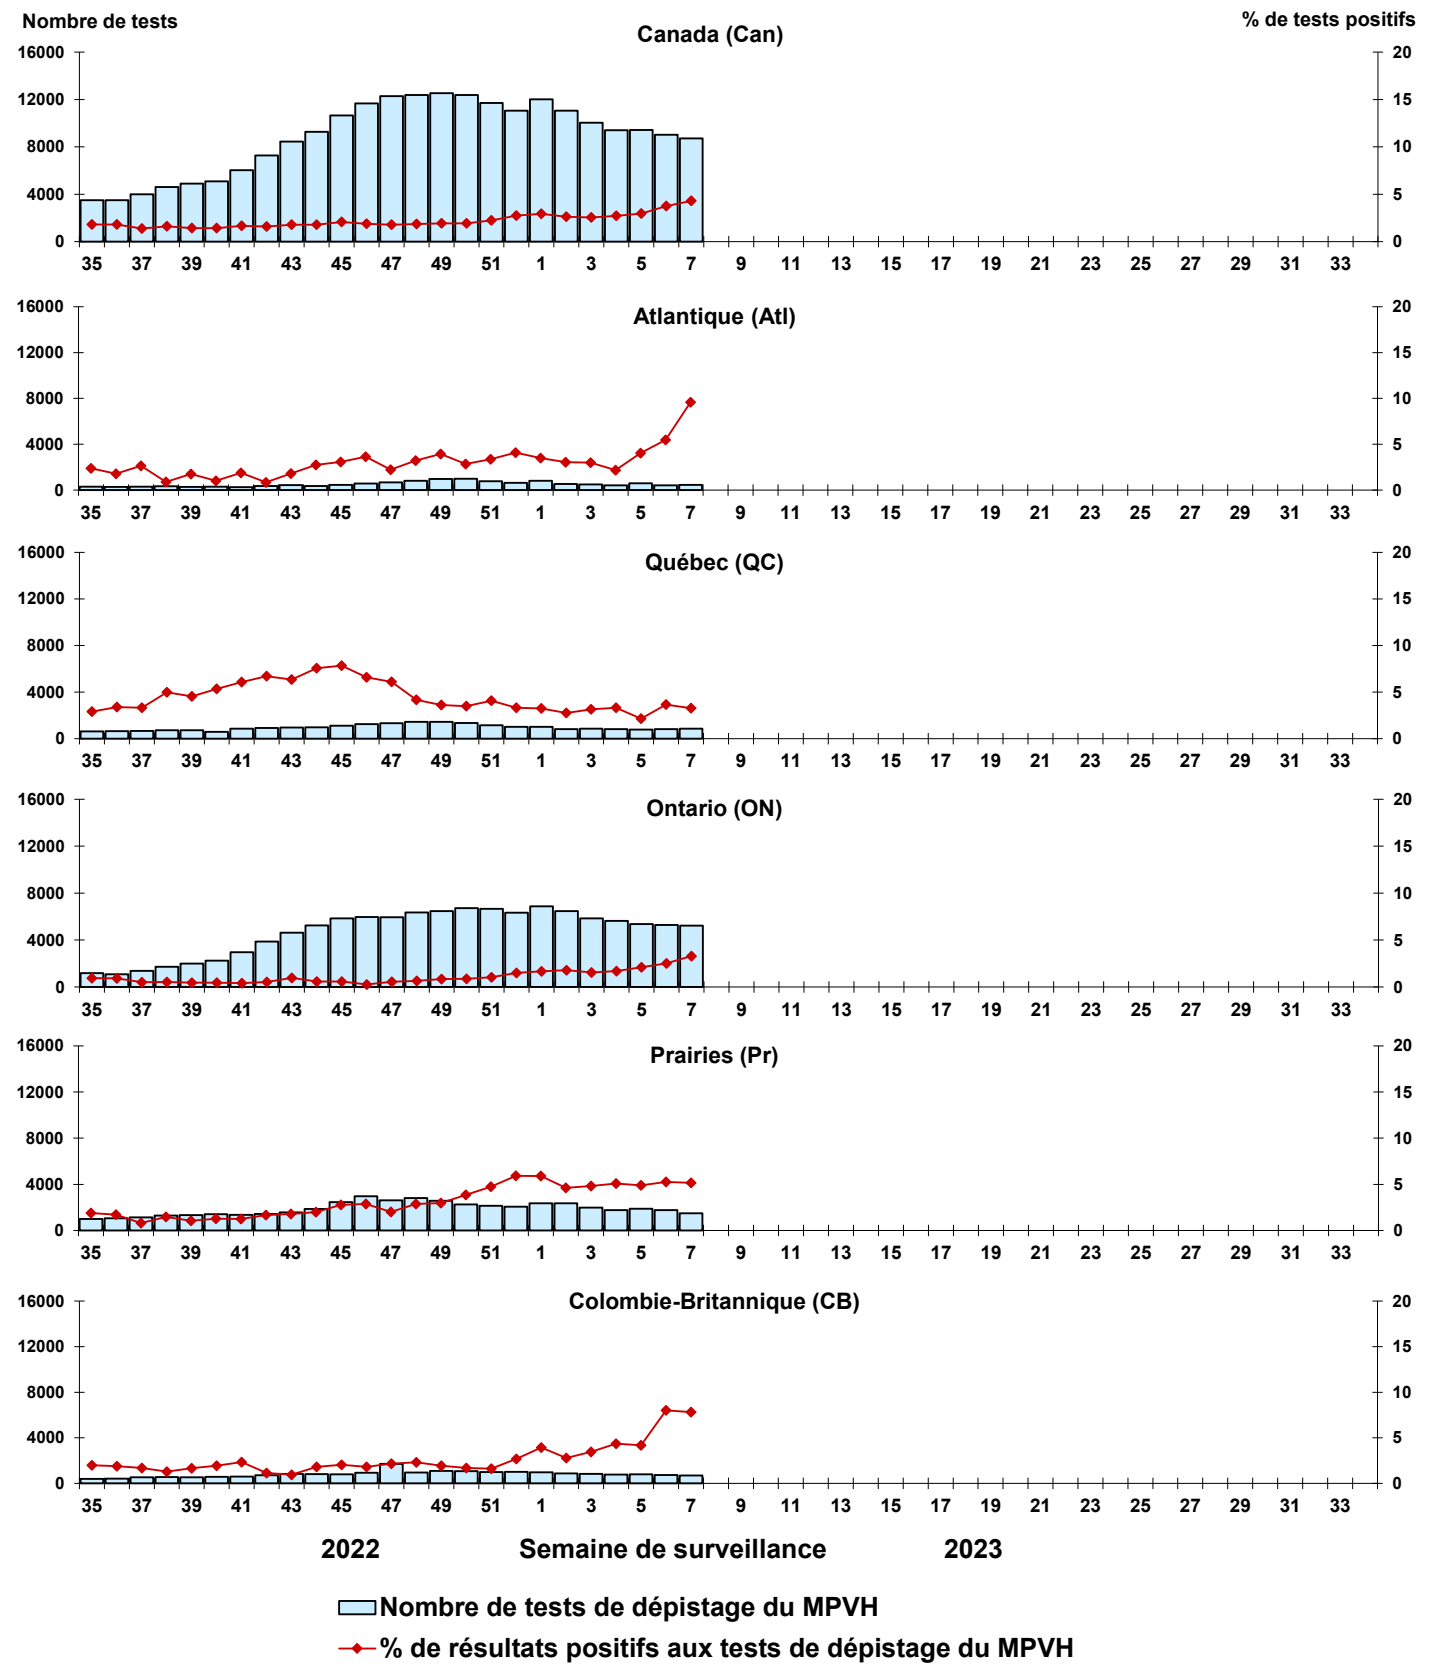 Nombre de tests
% de tests positifs
Canada (Can)
16000 20
12000 15
8000 10
4000 5
0 0
35 37 39 41 43 45 47 49 51 1 3 5 7 9 11 13 15 17 19 21 23 25 27 29 31 33
Atlantique (Atl)
16000 20
12000 15
8000 10
4000 5
0 0
35 37 39 41 43 45 47 49 51 1 3 5 7 9 11 13 15 17 19 21 23 25 27 29 31 33
Québec (QC)
16000 20
12000 15
8000 10
4000 5
0 0
35 37 39 41 43 45 47 49 51 1 3 5 7 9 11 13 15 17 19 21 23 25 27 29 31 33
Ontario (ON)
16000 20
12000 15
8000 10
4000 5
0 0
35 37 39 41 43 45 47 49 51 1 3 5 7 9 11 13 15 17 19 21 23 25 27 29 31 33
Prairies (Pr)
16000 20
12000 15
8000 10
4000 5
0 0
35 37 39 41 43 45 47 49 51 1 3 5 7 9 11 13 15 17 19 21 23 25 27 29 31 33
Colombie-Britannique (CB)
16000 20
12000 15
8000 10
4000 5
0 0
35 37 39 41 43 45 47 49 51 1 3 5 7 9 11 13 15 17 19 21 23 25 27 29 31 33
2022 Semaine de surveillance 2023
Nombre de tests de dépistage du MPVH
% de résultats positifs aux tests de dépistage du MPVH